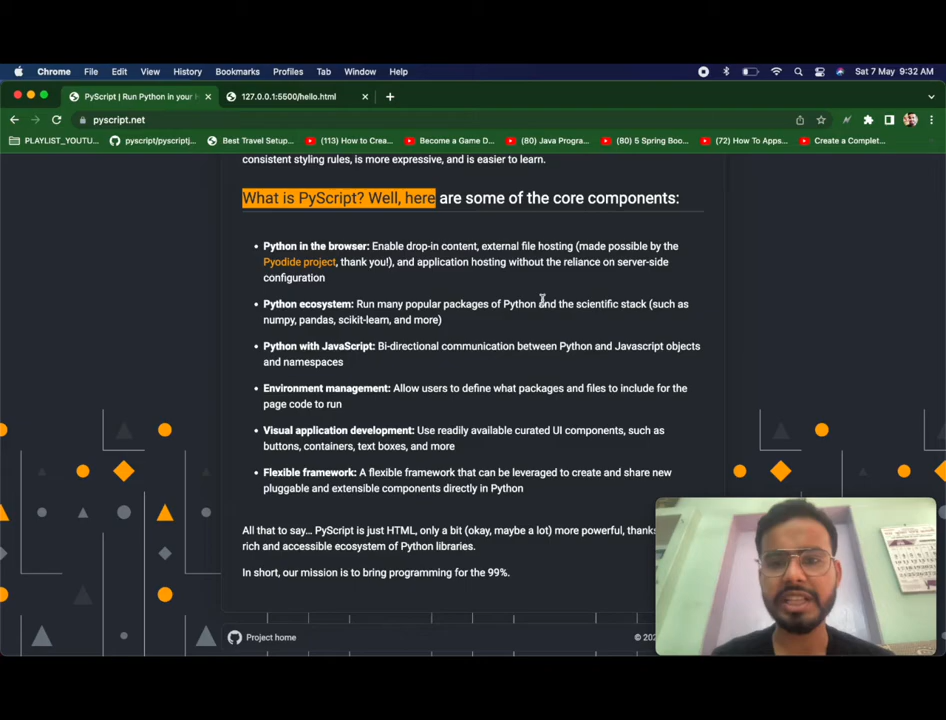 Chrome File Edit View History Bookmarks Profiles Tab Window Help Sat 7 May 9:32 AM
PyScript | Run Python in your 127.0.0.1:5500/hello.html
pyscript.net
PLAYLIST_YOUTU... pyscript/pyscriptj... Best Travel Setup... (113) How to Crea... Become a Game D... (80) Java Progra... (80) 5 Spring Boo... (72) How To Apps... Create a Complet...
consistent styling rules, is more expressive, and is easier to learn.
What is PyScript? Well, here are some of the core components:
• Python in the browser: Enable drop-in content, external file hosting (made possible by the
Pyodide project, thank you!), and application hosting without the reliance on server-side
configuration
• Python ecosystem: Run many popular packages of Python and the scientific stack (such as
numpy, pandas, scikit-learn, and more)
• Python with JavaScript: Bi-directional communication between Python and Javascript objects
and namespaces
• Environment management: Allow users to define what packages and files to include for the
page code to run
• Visual application development: Use readily available curated UI components, such as
buttons, containers, text boxes, and more
• Flexible framework: A flexible framework that can be leveraged to create and share new
pluggable and extensible components directly in Python
All that to say... PyScript is just HTML, only a bit (okay, maybe a lot) more powerful, thanks
rich and accessible ecosystem of Python libraries.
In short, our mission is to bring programming for the 99%.
Project home ©